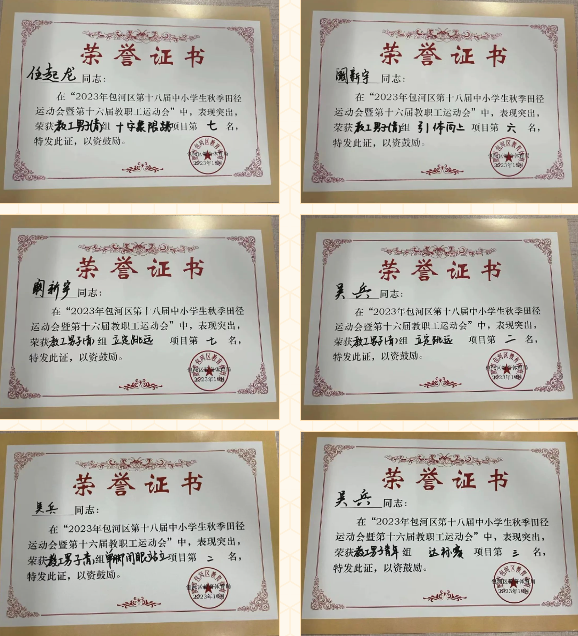 荣誉证书
任起龙 同志：
在“2023年包河区第十八届中小学生秋季田径
运动会暨第十六届教职工运动会”中，表现突出，
荣获教工男子(青)组 十字象限跳项目第 七 名，
特发此证，以资鼓励。
荣誉证书
阚新宇 同志：
在“2023年包河区第十八届中小学生秋季田径
运动会暨第十六届教职工运动会”中，表现突出，
荣获教工男子(青)组 引体向上 项目第 六 名，
特发此证，以资鼓励。
荣誉证书
阚新宇 同志：
在“2023年包河区第十八届中小学生秋季田径
运动会暨第十六届教职工运动会”中，表现突出，
荣获教工男子(青)组 立定跳远 项目第 七 名，
特发此证，以资鼓励。
荣誉证书
吴兵 同志：
在“2023年包河区第十八届中小学生秋季田径
运动会暨第十六届教职工运动会”中，表现突出，
荣获教工男子(青)组 立定跳远 项目第 二 名，
特发此证，以资鼓励。
荣誉证书
吴兵 同志：
在“2023年包河区第十八届中小学生秋季田径
运动会暨第十六届教职工运动会”中，表现突出，
荣获教工男子(青)组单脚闭眼站立项目第 二 名，
特发此证，以资鼓励。
荣誉证书
吴兵 同志：
在“2023年包河区第十八届中小学生秋季田径
运动会暨第十六届教职工运动会”中，表现突出，
荣获教工男子青年 组 达标赛 项目第 三 名，
特发此证，以资鼓励。